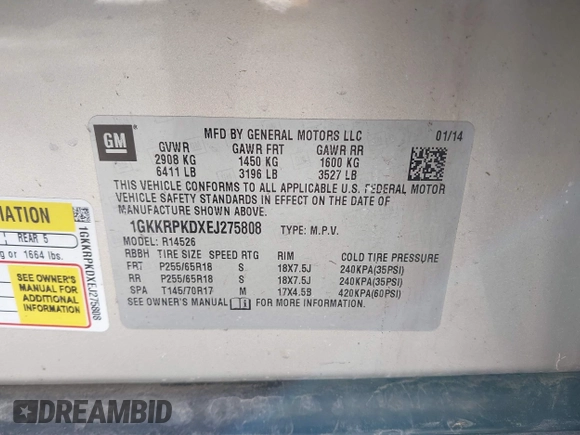 GM
MFD BY GENERAL MOTORS LLC 01/14
GVWR GAWR FRT GAWR RR
2908 KG 1450 KG 1600 KG
6411 LB 3196 LB 3527 LB
THIS VEHICLE CONFORMS TO ALL APPLICABLE U.S. FEDERAL MOTOR
VEHICLE SAFETY STANDARDS IN EFFECT ON THE DATE OF
MANUFACTURE SHOWN ABOVE.
1GKKRPKDXEJ275808 TYPE: M.P.V.
: R14526
RBBH TIRE SIZE SPEED RTG RIM COLD TIRE PRESSURE
FRT P255/65R18 S 18X7.5J 240KPA(35PSI)
RR P255/65R18 S 18X7.5J 240KPA(35PSI)
SPA T145/70R17 M 17X4.5B 420KPA(60PSI)
SEE OWNER'S MANUAL FOR MORE INFORMATION.
MATION
REAR 5
g or 1664 lbs.
SEE OWNER'S
MANUAL FOR
ADDITIONAL
INFORMATION
1GKKRPKDXEJ275808
DREAMBID